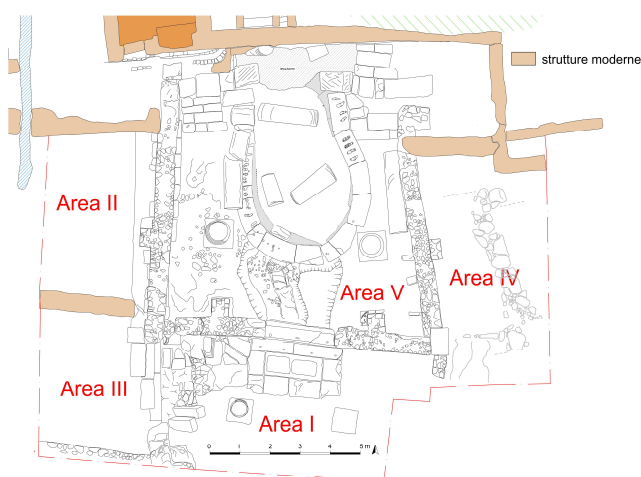 strutture moderne
Area II
Area IV
Area V
Area III
Area I
0 1 2 3 4 5 m